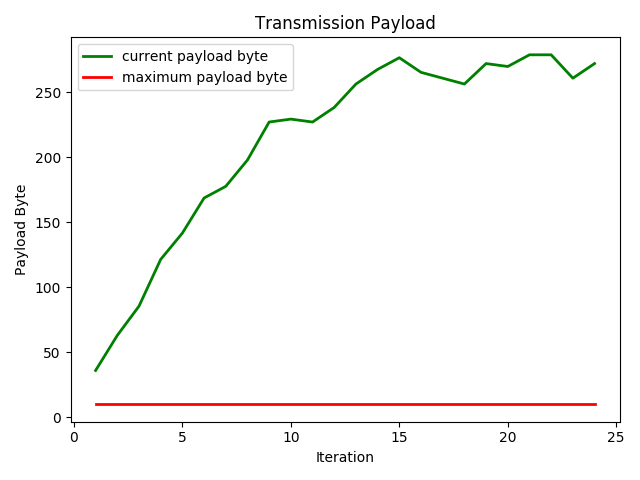 Transmission Payload
current payload byte
maximum payload byte
Payload Byte
250
200
150
100
50
0
0 5 10 15 20 25
Iteration